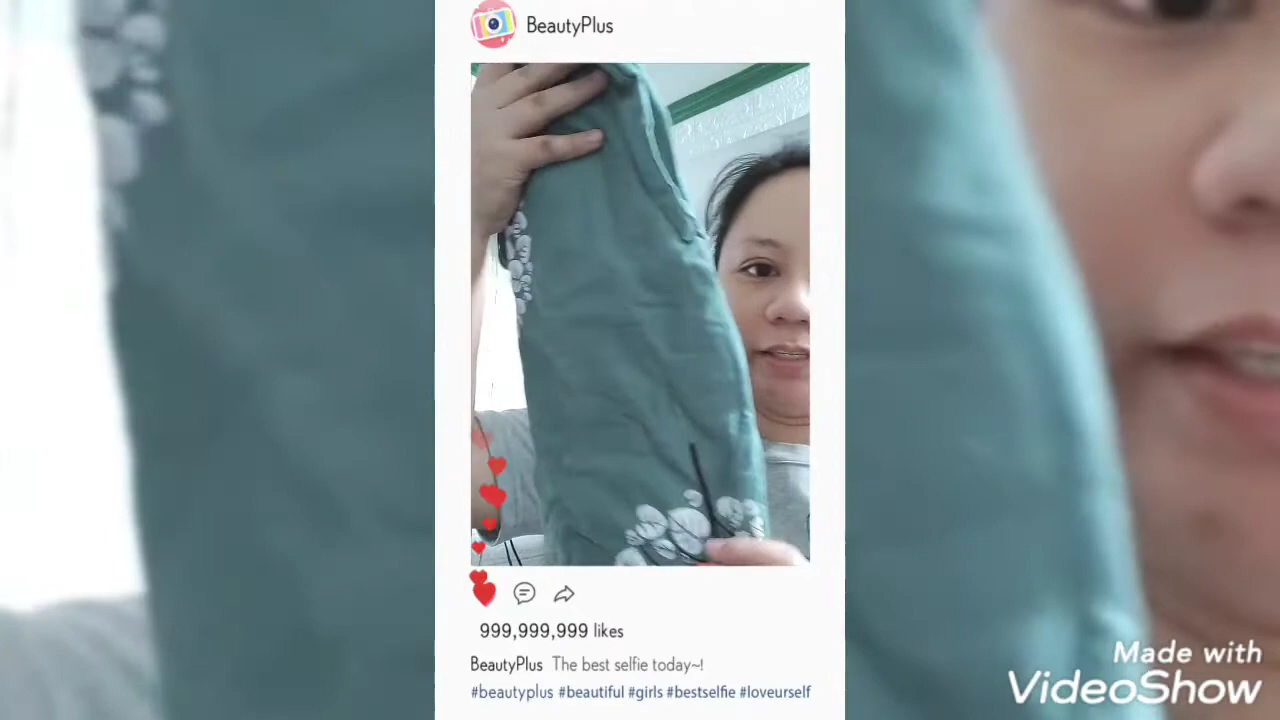 BeautyPlus
999,999,999 likes
BeautyPlus The best selfie today~!
#beautyplus #beautiful #girls #bestselfie #loveurself
Made with
VideoShow